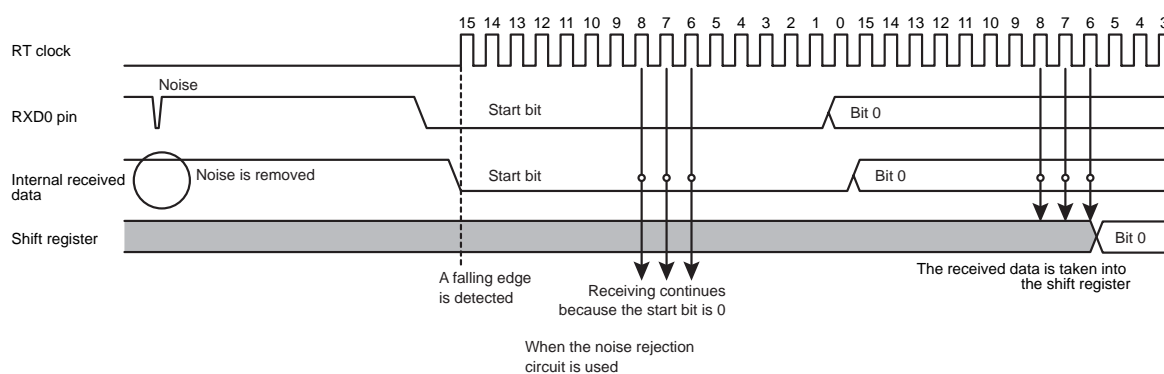 15 14 13 12 11 10 9 8 7 6 5 4 3 2 1 0 15 14 13 12 11 10 9 8 7 6 5 4 3
RT clock
Noise
RXD0 pin
Start bit
Bit 0
Internal received
data
Noise is removed
Start bit
Bit 0
Shift register
Bit 0
A falling edge
is detected
Receiving continues
because the start bit is 0
The received data is taken into
the shift register
When the noise rejection
circuit is used